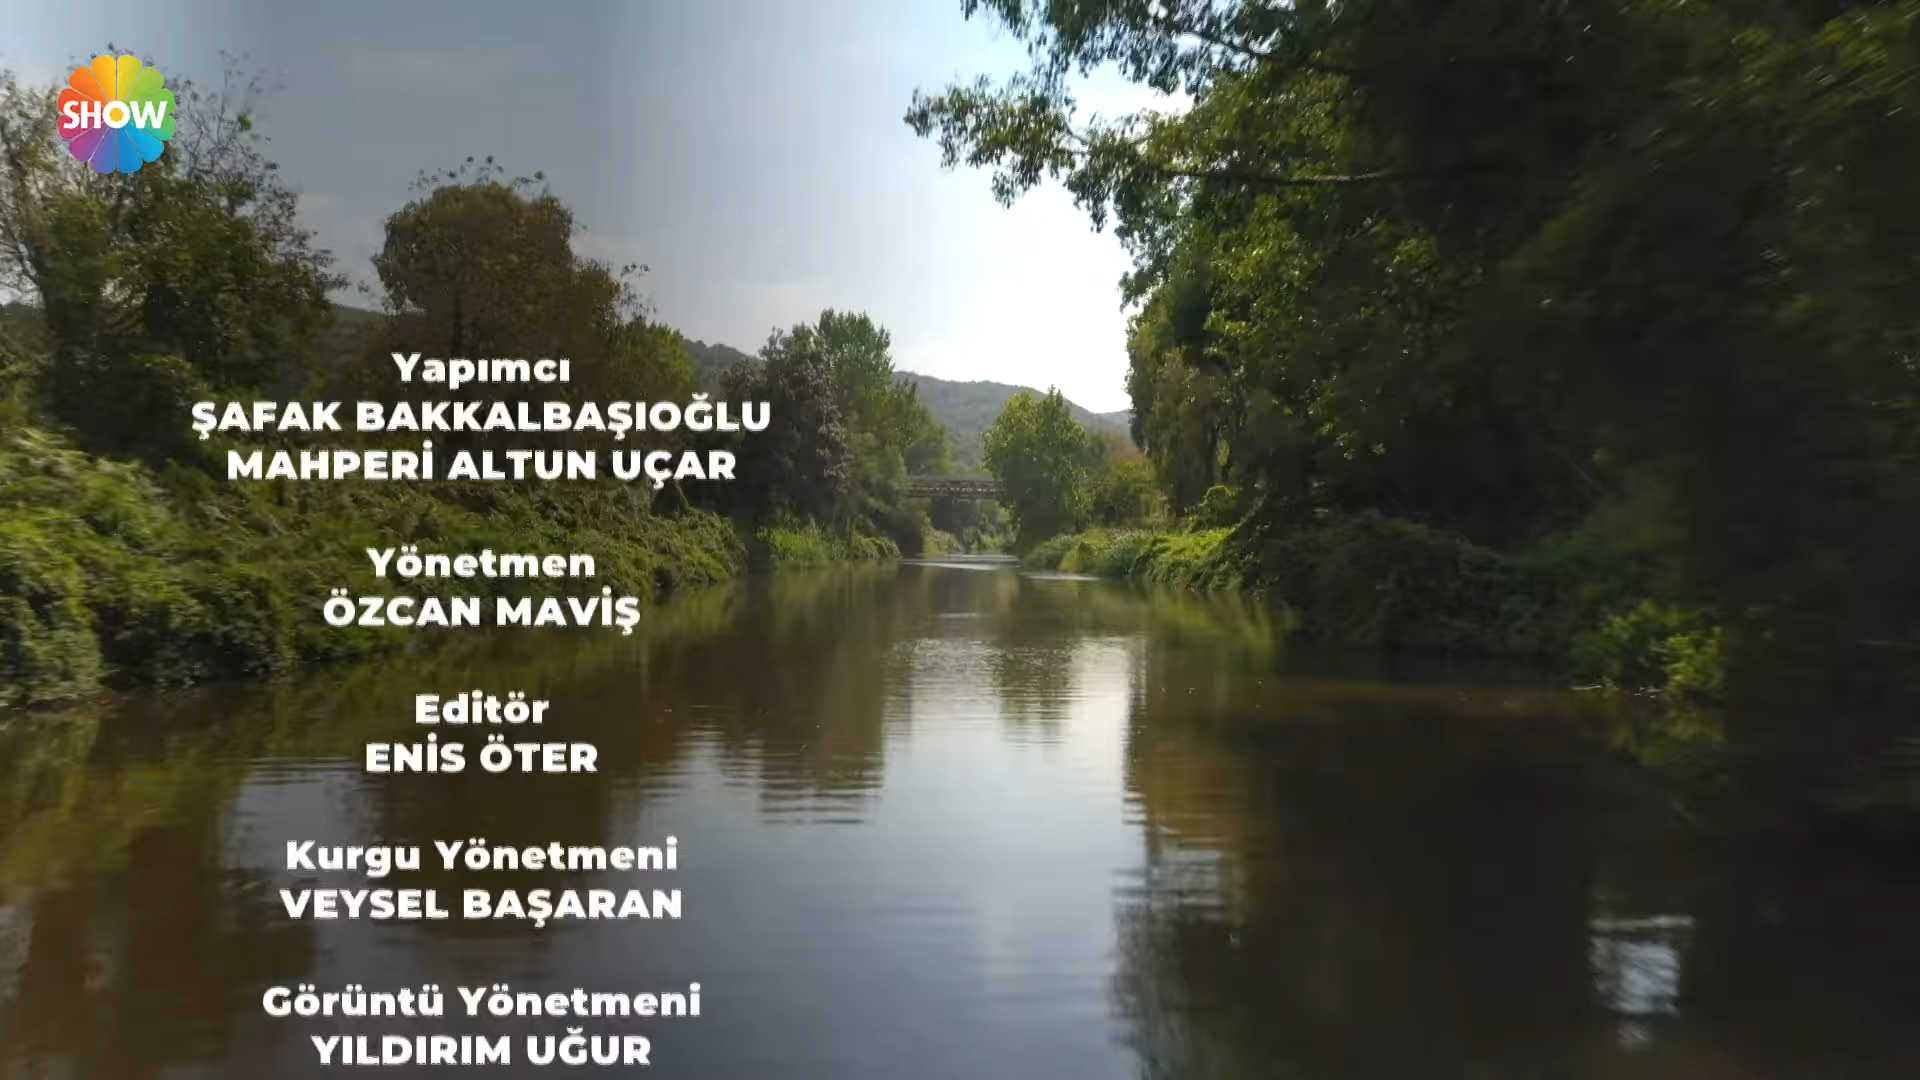 SHOW
Yapımcı
ŞAFAK BAKKALBAŞIOĞLU
MAHPERİ ALTUN UÇAR
Yönetmen
ÖZCAN MAVİŞ
Editör
ENİS ÖTER
Kurgu Yönetmeni
VEYSEL BAŞARAN
Görüntü Yönetmeni
YILDIRIM UĞUR